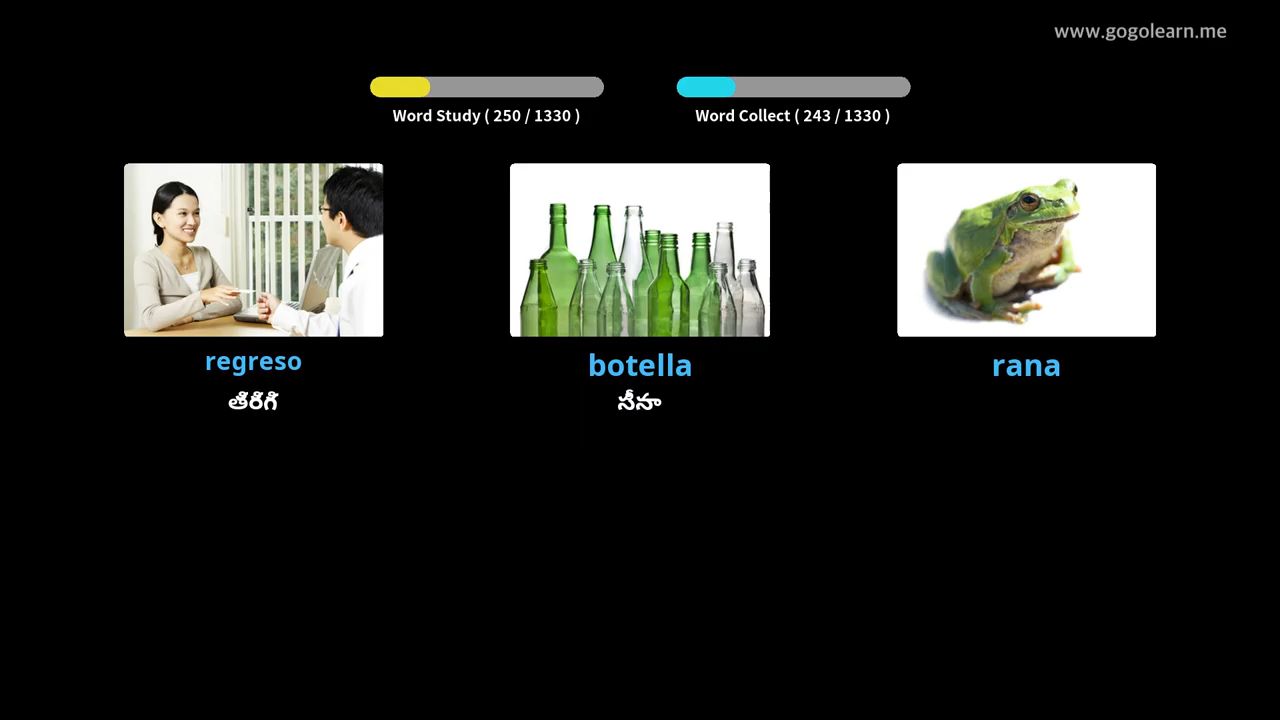 www.gogolearn.me
Word Study ( 250 / 1330 )
Word Collect ( 243 / 1330 )
regreso
botella
rana
తిరిగి
సీసా